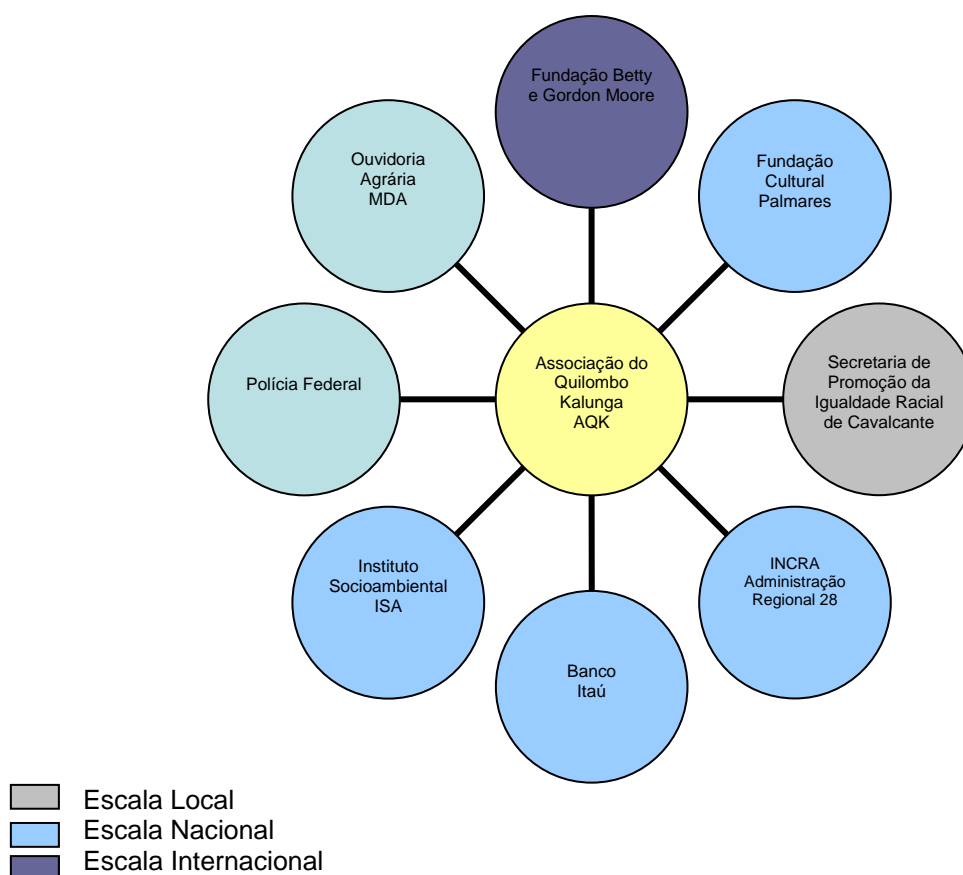 Fundação Betty
e Gordon Moore
Ouvidoria
Agrária
MDA
Fundação
Cultural
Palmares
Polícia Federal
Associação do
Quilombo
Kalunga
AQK
Secretaria de
Promoção da
Igualdade Racial
de Cavalcante
Instituto
Socioambiental
ISA
INCRA
Administração
Regional 28
Banco
Itaú
Escala Local
Escala Nacional
Escala Internacional